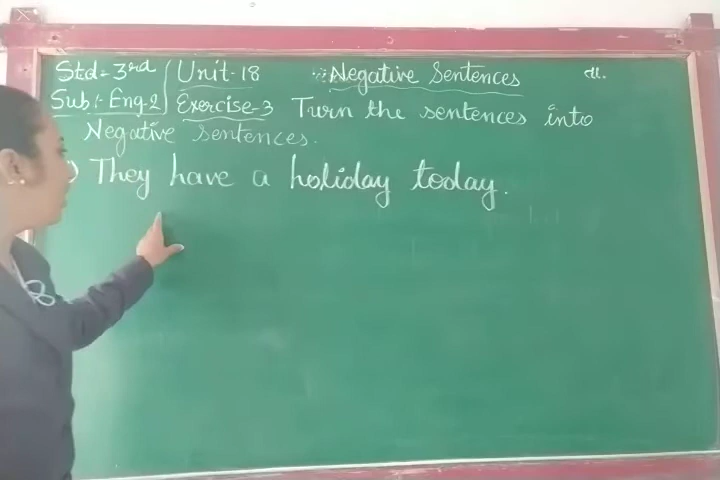 Std-3rd Unit-18 Negative Sentences dt.
Sub:-Eng-2 Exercise-3 Turn the sentences into
Negative sentences.
) They have a holiday today.